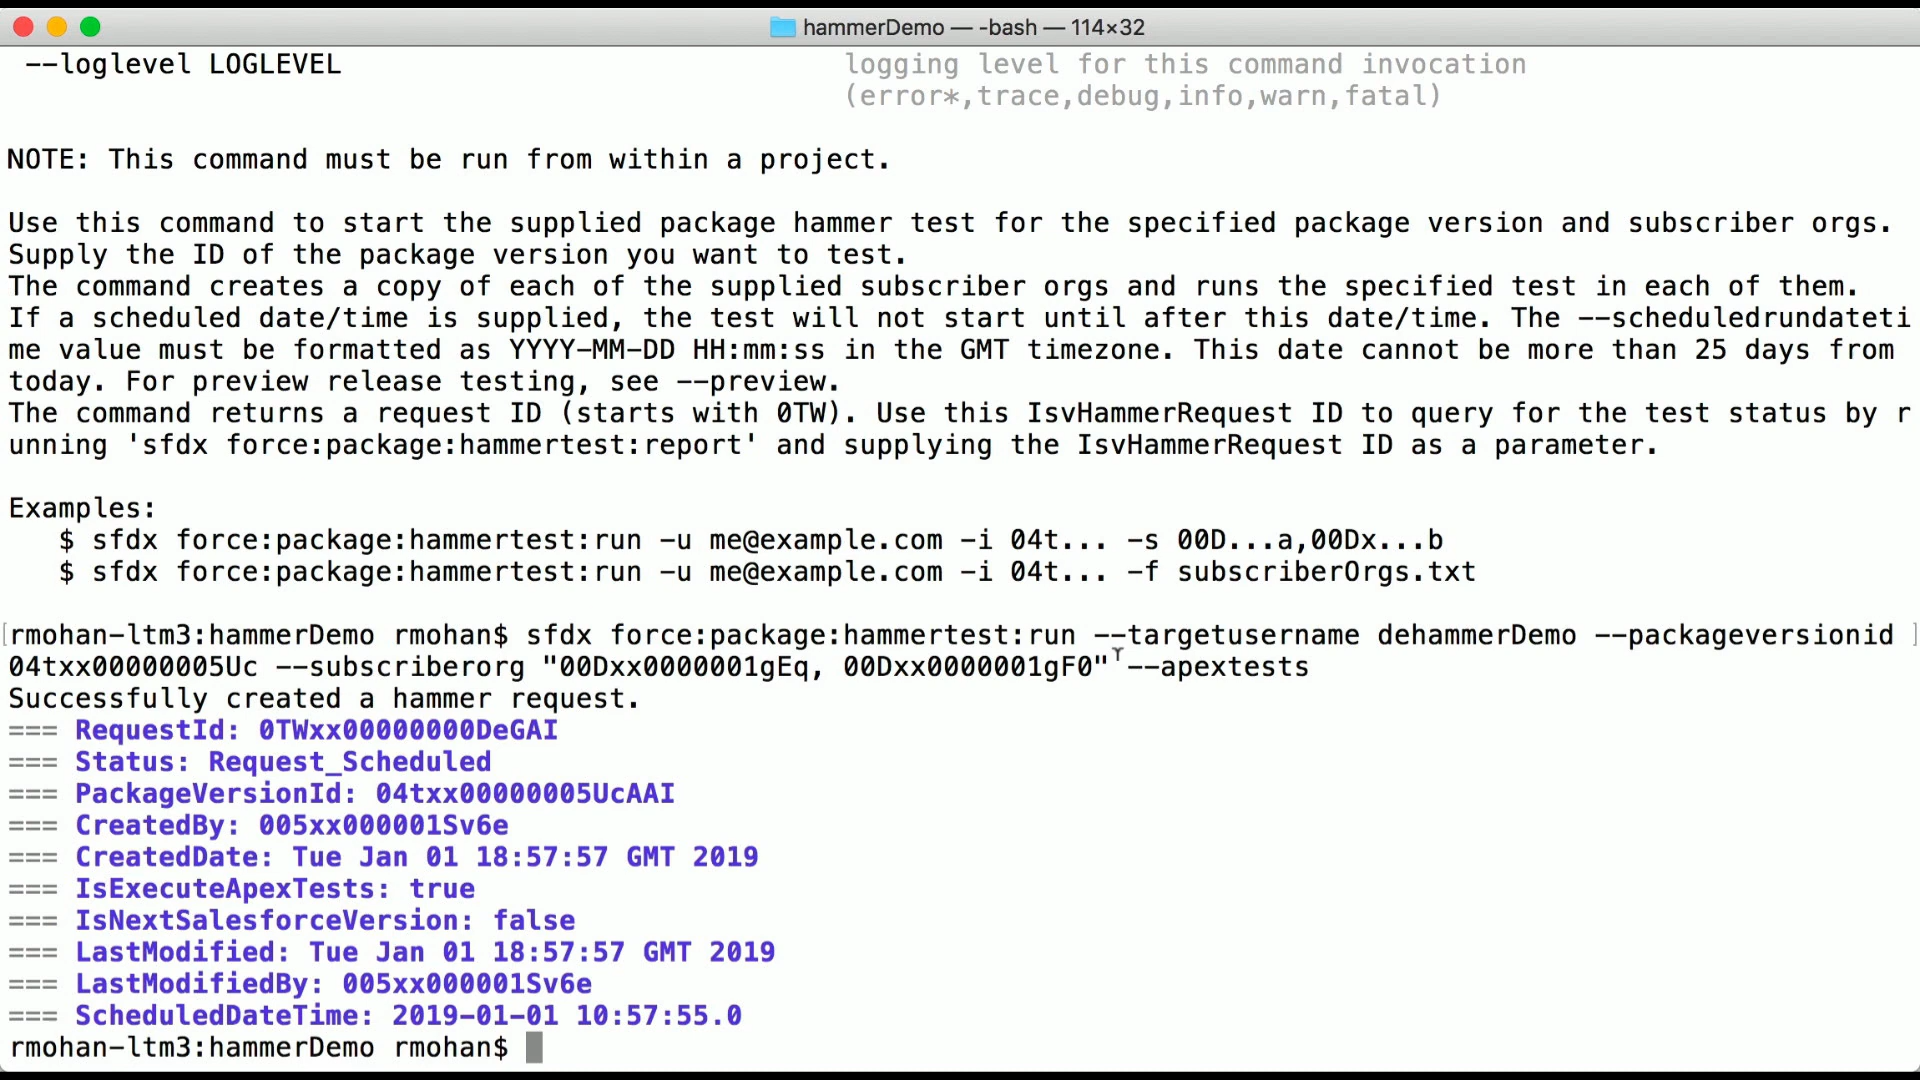 hammerDemo — -bash — 114×32
--loglevel LOGLEVEL logging level for this command invocation
(error*,trace,debug,info,warn,fatal)
NOTE: This command must be run from within a project.
Use this command to start the supplied package hammer test for the specified package version and subscriber orgs.
Supply the ID of the package version you want to test.
The command creates a copy of each of the supplied subscriber orgs and runs the specified test in each of them.
If a scheduled date/time is supplied, the test will not start until after this date/time. The --scheduledrundateti
me value must be formatted as YYYY-MM-DD HH:mm:ss in the GMT timezone. This date cannot be more than 25 days from
today. For preview release testing, see --preview.
The command returns a request ID (starts with 0TW). Use this IsvHammerRequest ID to query for the test status by r
unning 'sfdx force:package:hammertest:report' and supplying the IsvHammerRequest ID as a parameter.
Examples:
$ sfdx force:package:hammertest:run -u me@example.com -i 04t... -s 00D...a,00Dx...b
$ sfdx force:package:hammertest:run -u me@example.com -i 04t... -f subscriberOrgs.txt
[rmohan-ltm3:hammerDemo rmohan$ sfdx force:package:hammertest:run --targetusername dehammerDemo --packageversionid ]
04txx00000005Uc --subscriberorg "00Dxx0000001gEq, 00Dxx0000001gF0" --apextests
Successfully created a hammer request.
=== RequestId: 0TWxx00000000DeGAI
=== Status: Request_Scheduled
=== PackageVersionId: 04txx00000005UcAAI
=== CreatedBy: 005xx000001Sv6e
=== CreatedDate: Tue Jan 01 18:57:57 GMT 2019
=== IsExecuteApexTests: true
=== IsNextSalesforceVersion: false
=== LastModified: Tue Jan 01 18:57:57 GMT 2019
=== LastModifiedBy: 005xx000001Sv6e
=== ScheduledDateTime: 2019-01-01 10:57:55.0
rmohan-ltm3:hammerDemo rmohan$